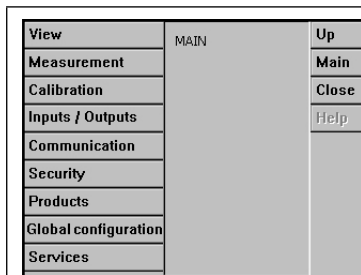 View
Measurement
Calibration
Inputs / Outputs
Communication
Security
Products
Global configuration
Services
MAIN
Up
Main
Close
Help